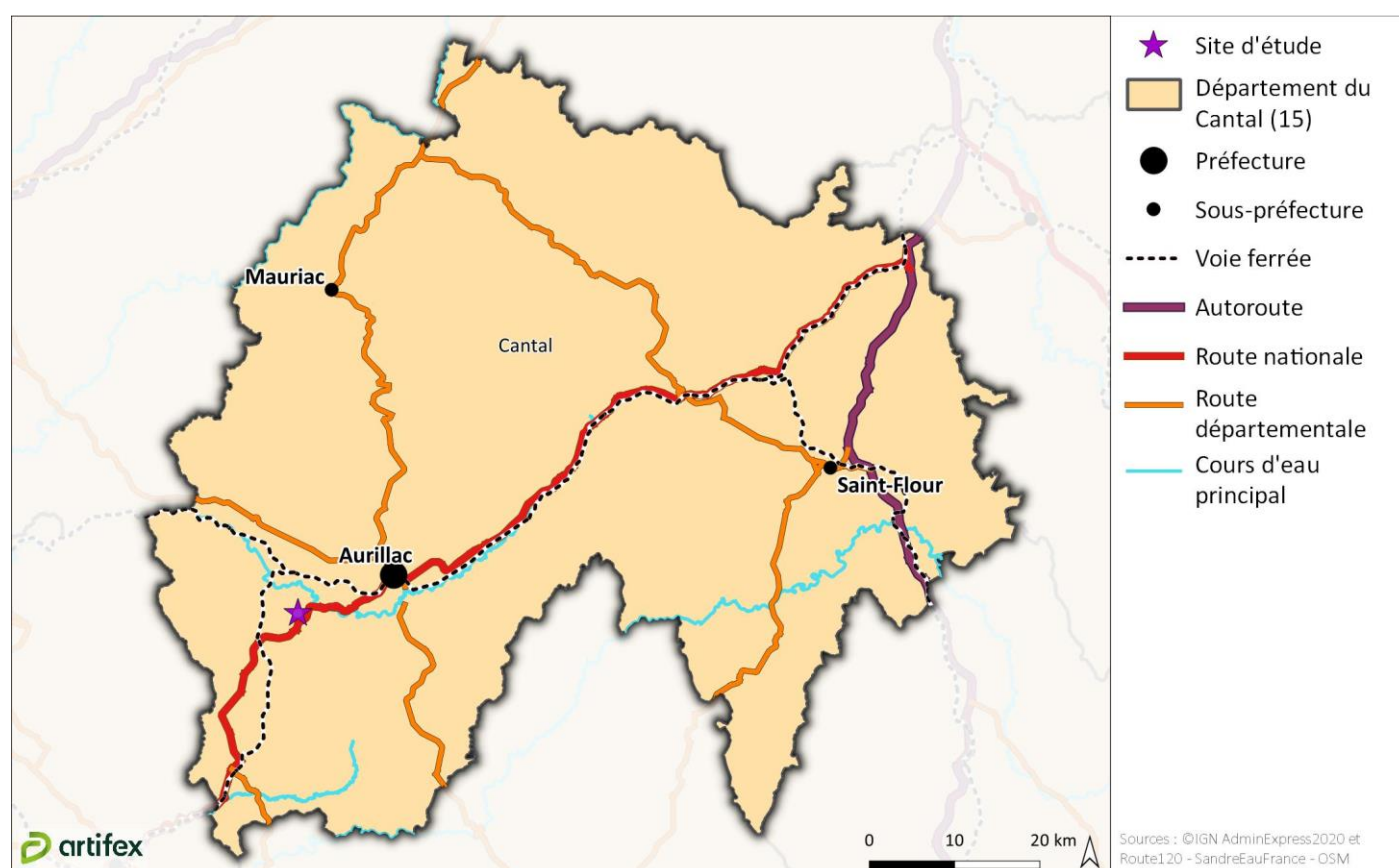 Mauriac
Cantal
Saint-Flour
Aurillac
artifex
0 10 20 km
Site d'étude
Département du
Cantal (15)
Préfecture
Sous-préfecture
Voie ferrée
Autoroute
Route nationale
Route
départementale
Cours d'eau
principal
Sources : ©IGN AdminExpress2020 et
Route120 - SandreEauFrance - OSM